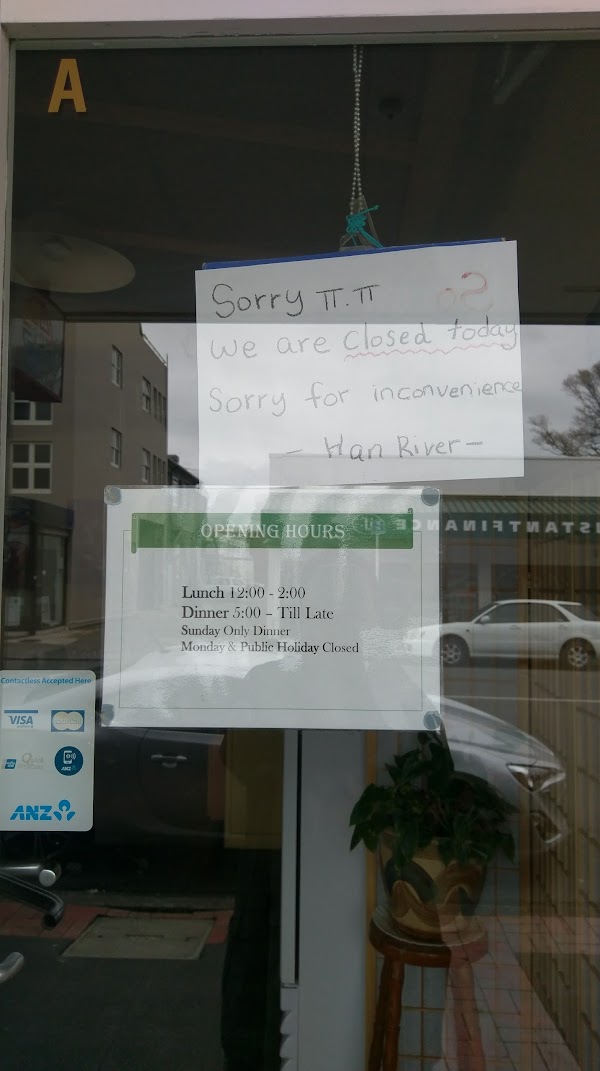 A
Sorry ㅠ.ㅠ
We are closed today
Sorry for inconvenience
- Han River -
OPENING HOURS
Lunch 12:00 - 2:00
Dinner 5:00 – Till Late
Sunday Only Dinner
Monday & Public Holiday Closed
STANTFINANCE
Contactless Accepted Here
VISA
ANZ